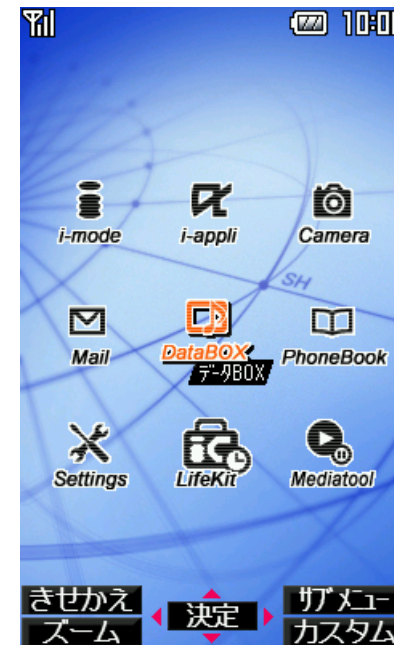 10:0
i-mode
i-appli
Camera
SH
Mail
DataBOX
PhoneBook
データBOX
Settings
LifeKit
Mediatool
きせかえ
サブメニュー
決定
ズーム
カスタム